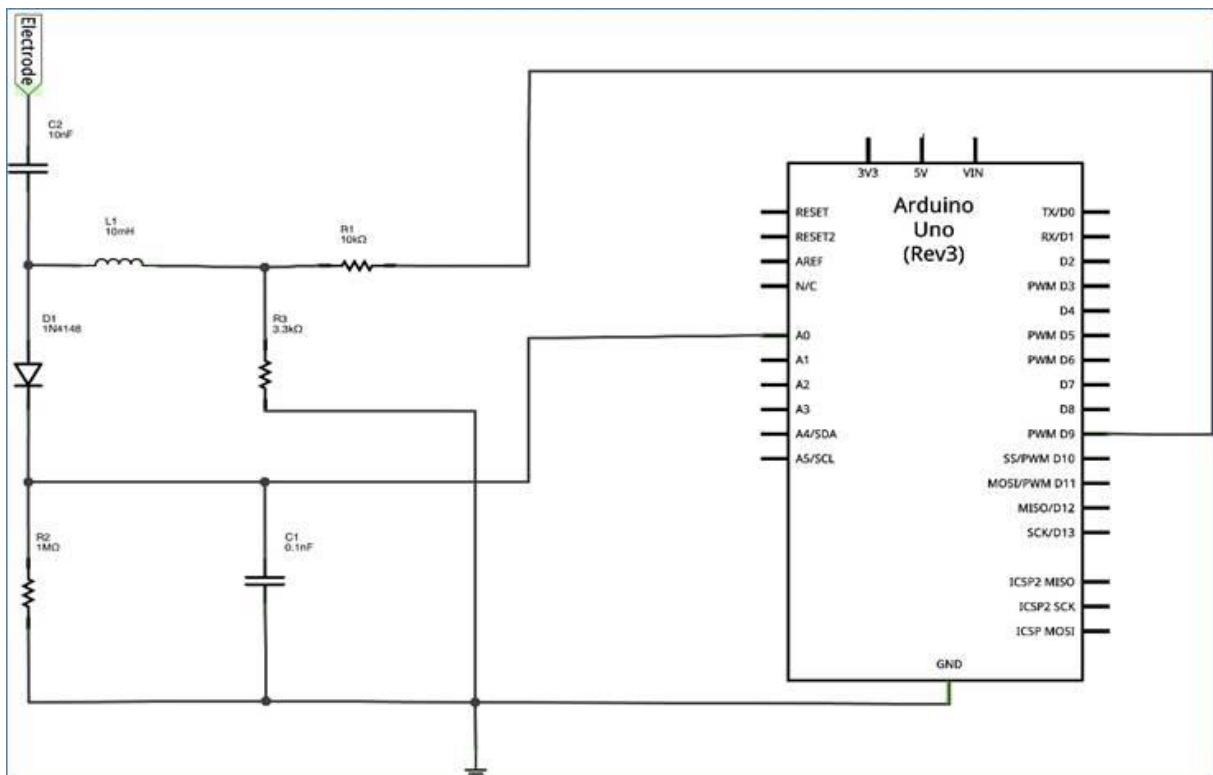 Electrode
C2
10nF
L1
10mH
R1
10kΩ
D1
1N4148
R3
3.3kΩ
R2
1MΩ
C1
0.1nF
3V3
5V
VIN
Arduino
Uno
(Rev3)
RESET
RESET2
AREF
N/C
A0
A1
A2
A3
A4/SDA
A5/SCL
TX/D0
RX/D1
D2
PWM D3
D4
PWM D5
PWM D6
D7
D8
PWM D9
SS/PWM D10
MOSI/PWM D11
MISO/D12
SCK/D13
ICSP2 MISO
ICSP2 SCK
ICSP MOSI
GND